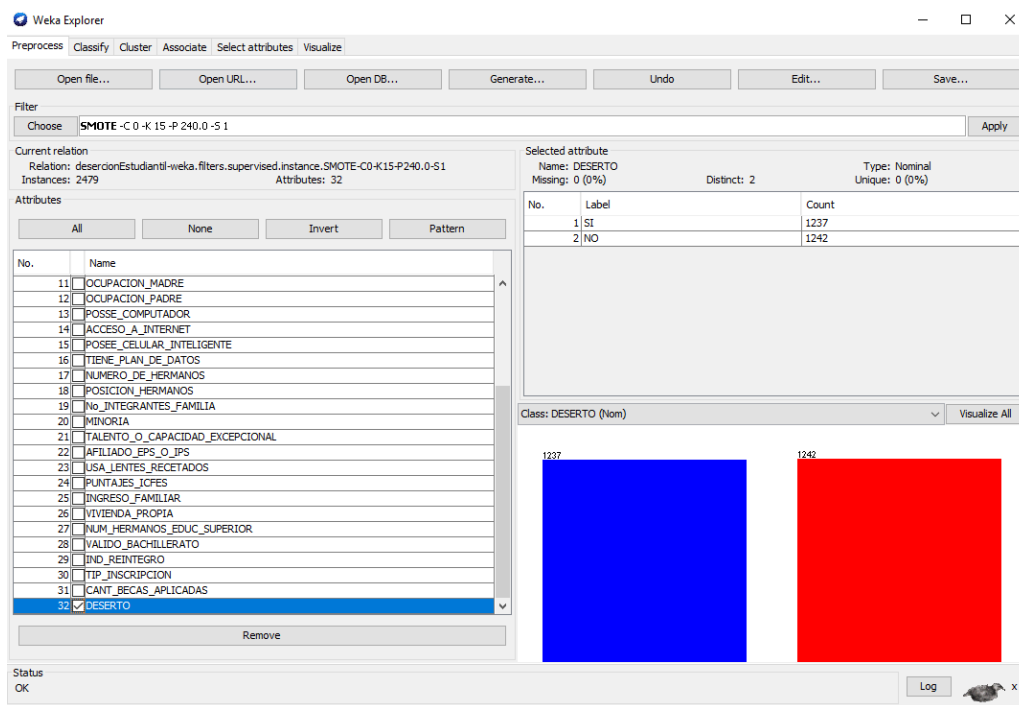 Weka Explorer
Preprocess Classify Cluster Associate Select attributes Visualize
Open file... Open URL... Open DB... Generate... Undo Edit... Save...
Filter
Choose SMOTE -C 0 -K 15 -P 240.0 -S 1 Apply
Current relation
Relation: desercionEstudiantil-weka.filters.supervised.instance.SMOTE-C0-K15-P240.0-S1
Instances: 2479 Attributes: 32
Selected attribute
Name: DESERTO Type: Nominal
Missing: 0 (0%) Distinct: 2 Unique: 0 (0%)
No. Label Count
1 SI 1237
2 NO 1242
Attributes
All None Invert Pattern
No. Name
11 OCUPACION_MADRE
12 OCUPACION_PADRE
13 POSSE_COMPUTADOR
14 ACCESO_A_INTERNET
15 POSEE_CELULAR_INTELIGENTE
16 TIENE_PLAN_DE_DATOS
17 NUMERO_DE_HERMANOS
18 POSICION_HERMANOS
19 No_INTEGRANTES_FAMILIA
20 MINORIA
21 TALENTO_O_CAPACIDAD_EXCEPCIONAL
22 AFILIADO_EPS_O_IPS
23 USA_LENTES_RECETADOS
24 PUNTAJES_ICFES
25 INGRESO_FAMILIAR
26 VIVIENDA_PROPIA
27 NUM_HERMANOS_EDUC_SUPERIOR
28 VALIDO_BACHILLERATO
29 IND_REINTEGRO
30 TIP_INSCRIPCION
31 CANT_BECAS_APLICADAS
32 DESERTO
Remove
Class: DESERTO (Nom) Visualize All
1237 1242
Status
OK
Log x